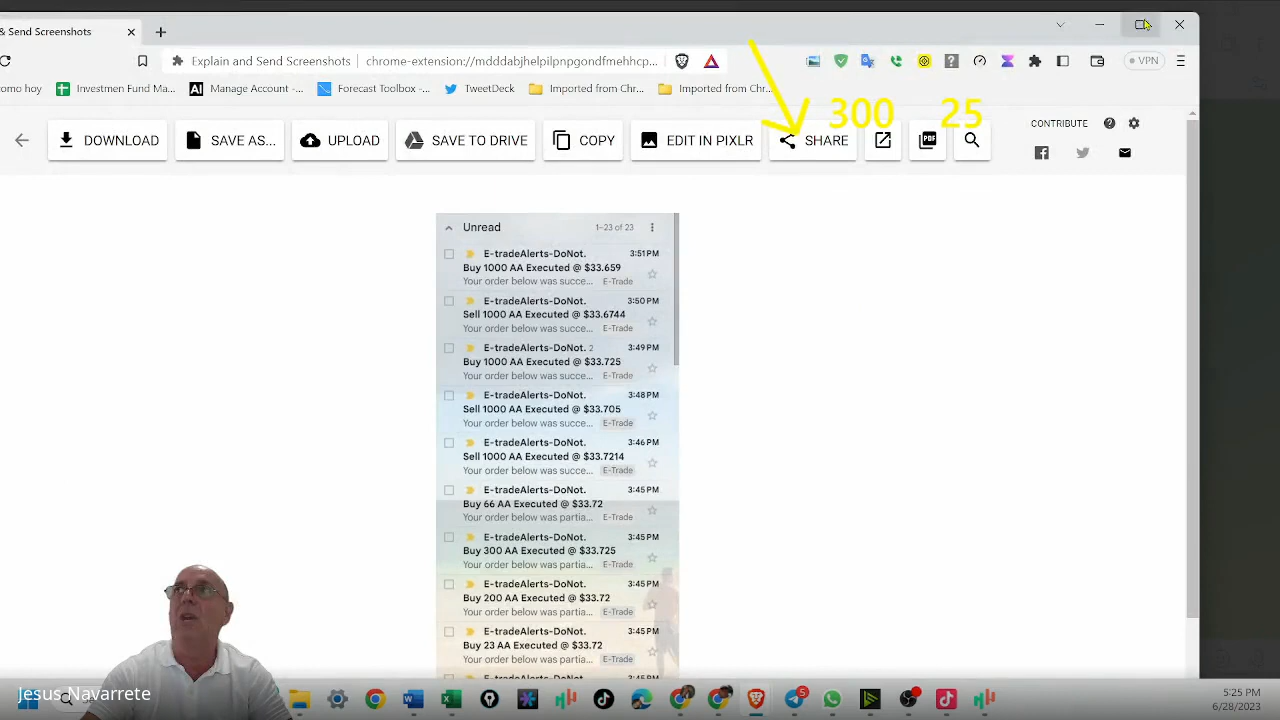 & Send Screenshots
Explain and Send Screenshots
chrome-extension://mdddabjhelpilpnpgondfmehhcp...
VPN
omo hoy
Investmen Fund Ma...
Manage Account -...
Forecast Toolbox -...
TweetDeck
Imported from Chr...
Imported from Chr...
300
25
DOWNLOAD
SAVE AS...
UPLOAD
SAVE TO DRIVE
COPY
EDIT IN PIXLR
SHARE
PDF
CONTRIBUTE
Unread
1–23 of 23
E-tradeAlerts-DoNot.
3:51 PM
Buy 1000 AA Executed @ $33.659
Your order below was succe...
E-Trade
E-tradeAlerts-DoNot.
3:50 PM
Sell 1000 AA Executed @ $33.6744
Your order below was succe...
E-Trade
E-tradeAlerts-DoNot. 2
3:49 PM
Buy 1000 AA Executed @ $33.725
Your order below was succe...
E-Trade
E-tradeAlerts-DoNot.
3:48 PM
Sell 1000 AA Executed @ $33.705
Your order below was succe...
E-Trade
E-tradeAlerts-DoNot.
3:46 PM
Sell 1000 AA Executed @ $33.7214
Your order below was succe...
E-Trade
E-tradeAlerts-DoNot.
3:45 PM
Buy 66 AA Executed @ $33.72
Your order below was partia...
E-Trade
E-tradeAlerts-DoNot.
3:45 PM
Buy 300 AA Executed @ $33.725
Your order below was partia...
E-Trade
E-tradeAlerts-DoNot.
3:45 PM
Buy 200 AA Executed @ $33.72
Your order below was partia...
E-Trade
E-tradeAlerts-DoNot.
3:45 PM
Buy 23 AA Executed @ $33.72
Your order below was partia...
E-Trade
Jesus Navarrete
5
5:25 PM
6/28/2023